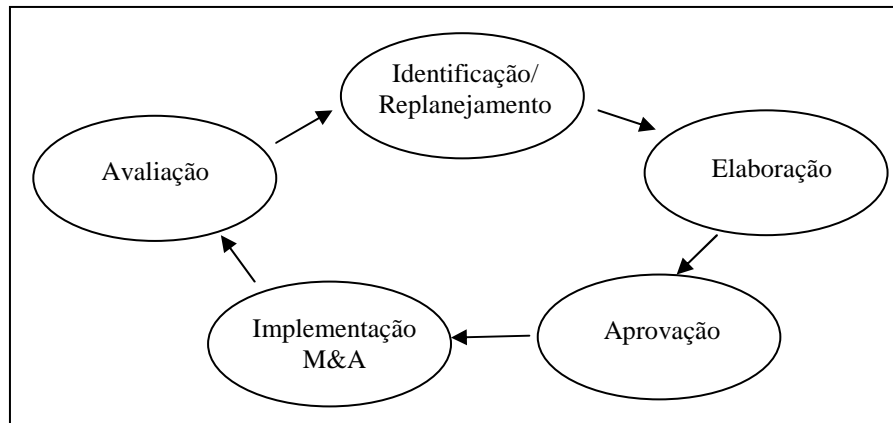 Identificação/
Replanejamento
Elaboração
Aprovação
Implementação
M&A
Avaliação